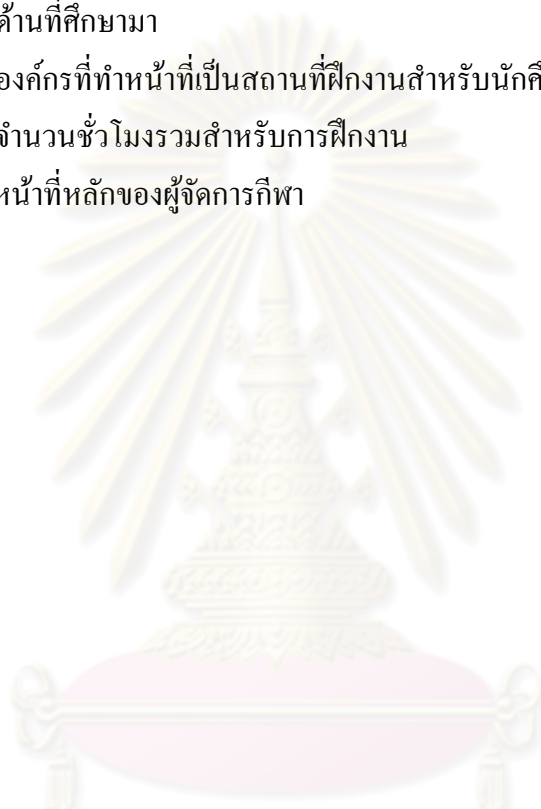 ด้านที่ศึกษามา
องค์กรที่ทำหน้าที่เป็นสถานที่ฝึกงานสำหรับนักศึ
จำนวนชั่วโมงรวมสำหรับการฝึกงาน
หน้าที่หลักของผู้จัดการกีฬา